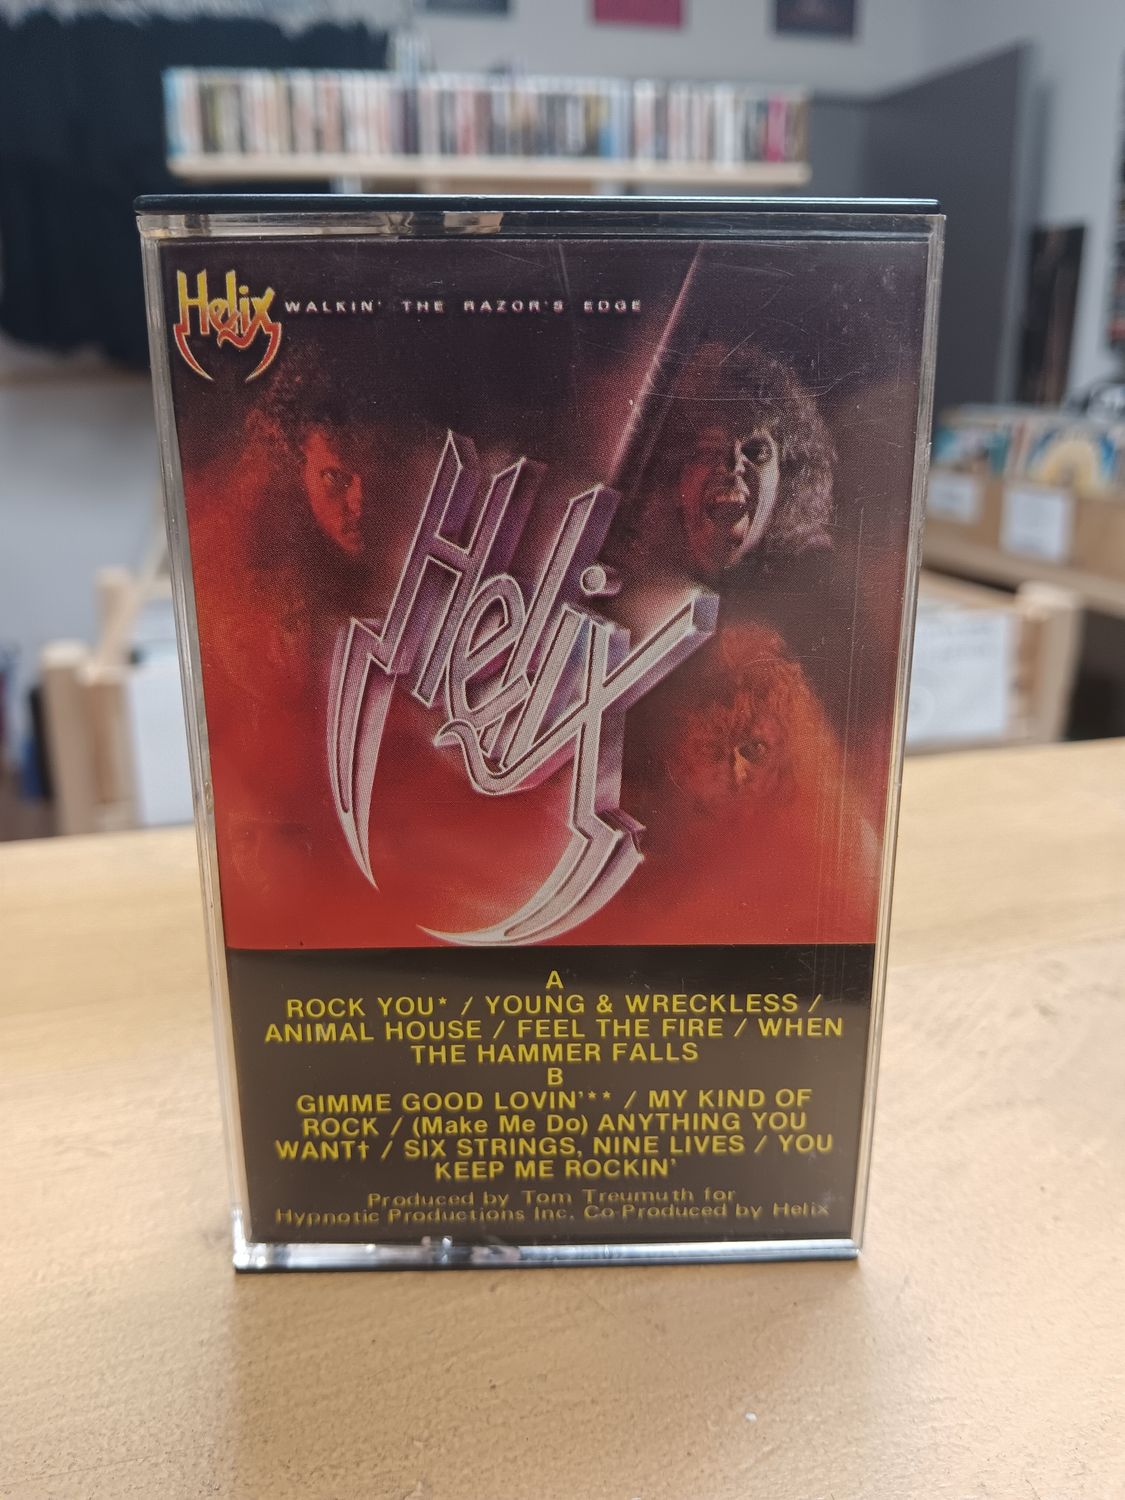 Helix WALKIN' THE RAZOR'S EDGE
Helix
A
ROCK YOU* / YOUNG & WRECKLESS /
ANIMAL HOUSE / FEEL THE FIRE / WHEN
THE HAMMER FALLS
B
GIMME GOOD LOVIN'** / MY KIND OF
ROCK / (Make Me Do) ANYTHING YOU
WANT† / SIX STRINGS, NINE LIVES / YOU
KEEP ME ROCKIN'
Produced by Tom Treumuth for
Hypnotic Productions Inc. Co-Produced by Helix